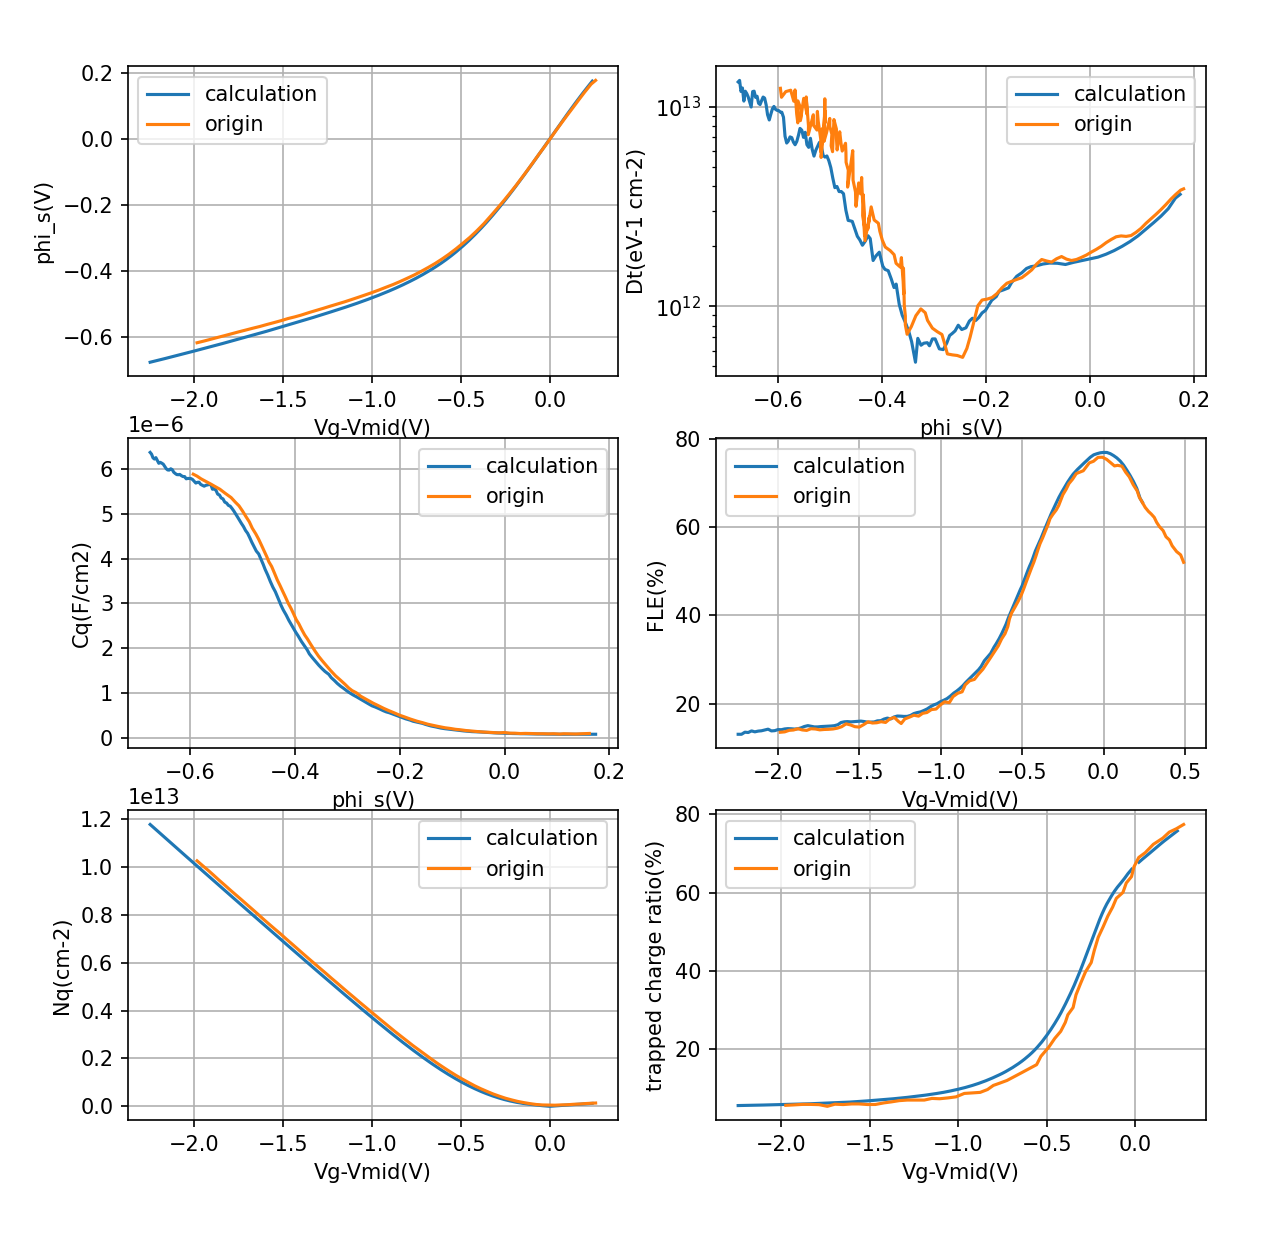 calculation
origin
0.2
0.0
−0.2
−0.4
−0.6
phi_s(V)
−2.0 −1.5 −1.0 −0.5 0.0
Vg-Vmid(V)
calculation
origin
10^13
10^12
Dt(eV-1 cm-2)
−0.6 −0.4 −0.2 0.0 0.2
phi_s(V)
1e−6
calculation
origin
6
5
4
3
2
1
0
Cq(F/cm2)
−0.6 −0.4 −0.2 0.0 0.2
phi_s(V)
calculation
origin
80
60
40
20
FLE(%)
−2.0 −1.5 −1.0 −0.5 0.0 0.5
Vg-Vmid(V)
1e13
calculation
origin
1.2
1.0
0.8
0.6
0.4
0.2
0.0
Nq(cm-2)
−2.0 −1.5 −1.0 −0.5 0.0
Vg-Vmid(V)
calculation
origin
80
60
40
20
trapped charge ratio(%)
−2.0 −1.5 −1.0 −0.5 0.0
Vg-Vmid(V)